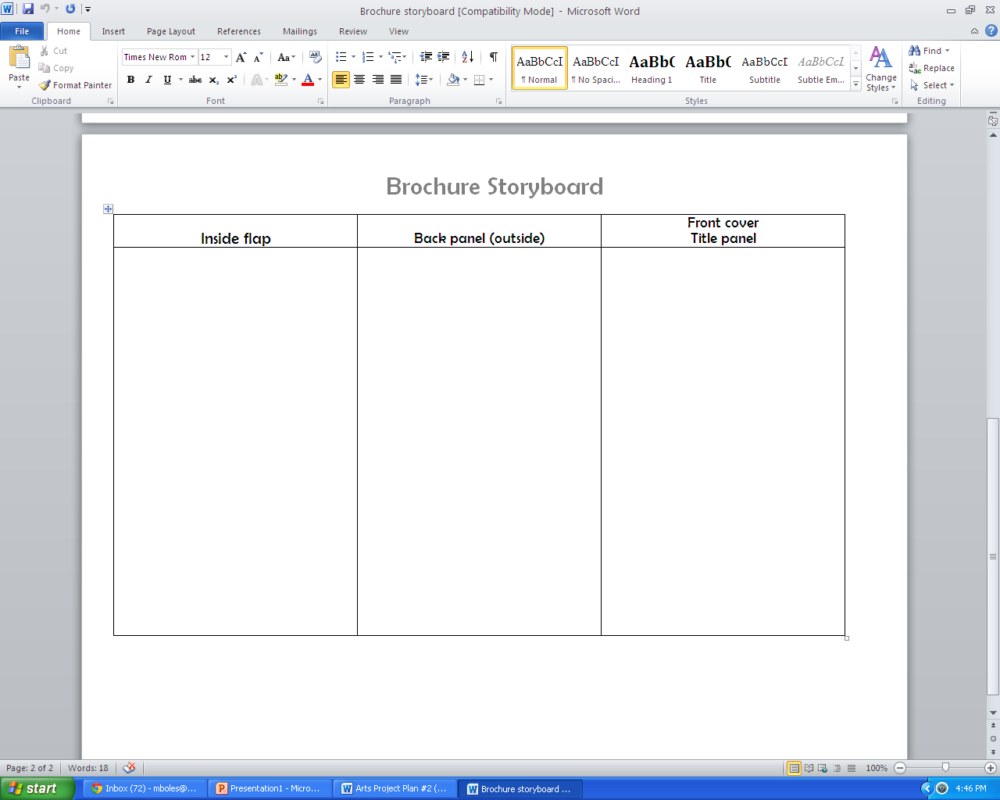 Brochure storyboard [Compatibility Mode] - Microsoft Word
File Home Insert Page Layout References Mailings Review View
Paste
Cut
Copy
Format Painter
Clipboard
Times New Rom 12
Font
Paragraph
AaBbCcI AaBbCcI AaBbC AaBbC AaBbCcI AaBbCcI
¶ Normal ¶ No Spaci... Heading 1 Title Subtitle Subtle Em...
Change
Styles
Styles
Find
Replace
Select
Editing
Brochure Storyboard
Inside flap
Back panel (outside)
Front cover
Title panel
Page: 2 of 2 Words: 18 100%
start Inbox (72) - mboles@... Presentation1 - Micro... Arts Project Plan #2 (... Brochure storyboard ... 4:46 PM